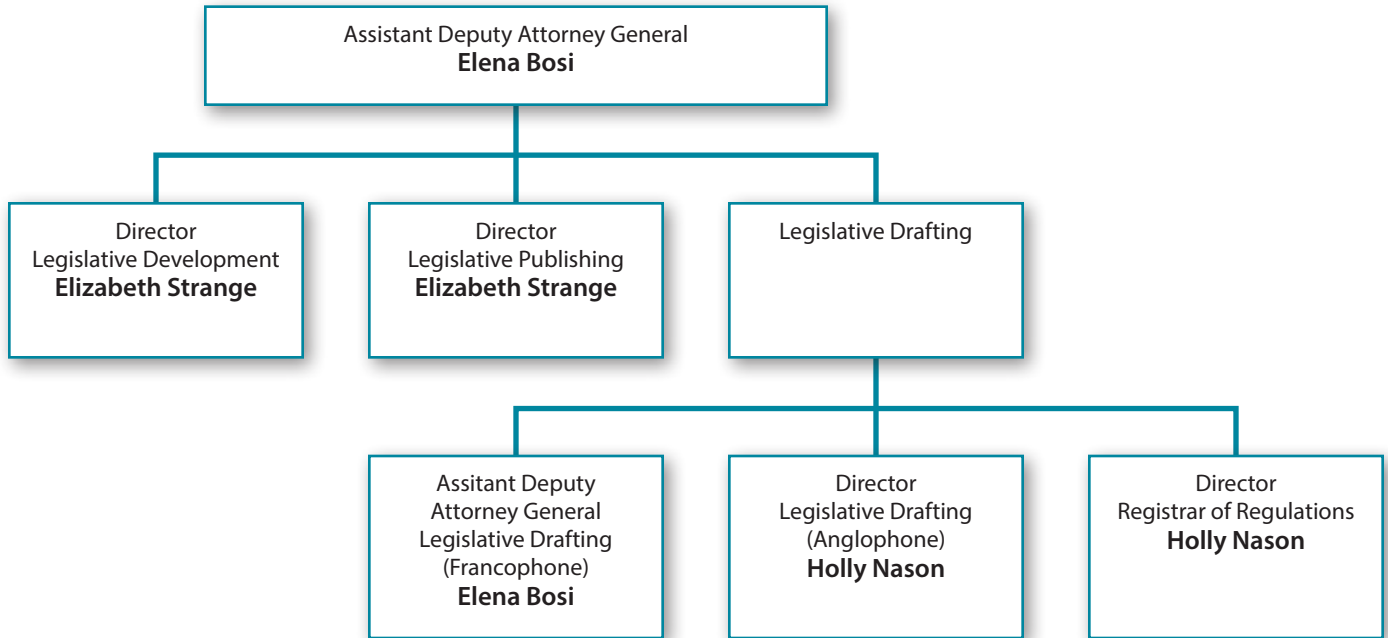 Assistant Deputy Attorney General
Elena Bosi
Director
Legislative Development
Elizabeth Strange
Director
Legislative Publishing
Elizabeth Strange
Legislative Drafting
Assitant Deputy
Attorney General
Legislative Drafting
(Francophone)
Elena Bosi
Director
Legislative Drafting
(Anglophone)
Holly Nason
Director
Registrar of Regulations
Holly Nason